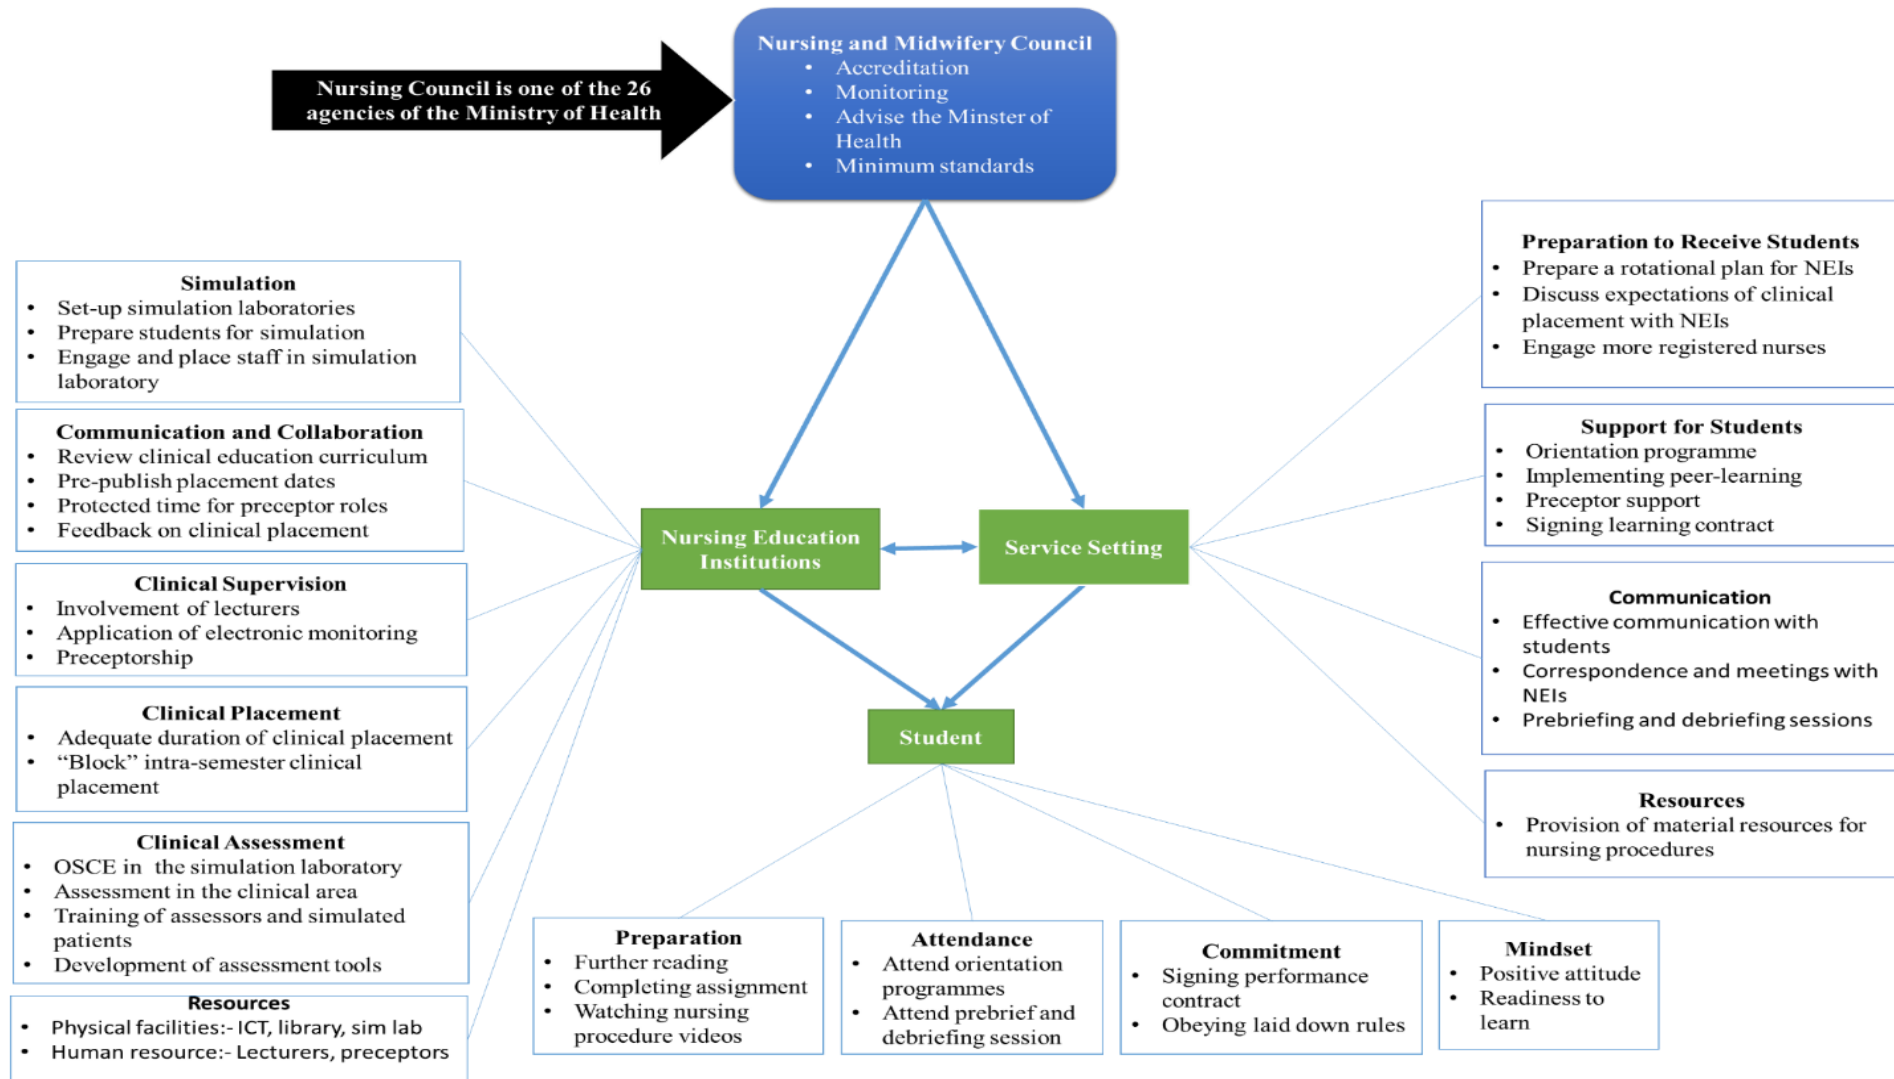 Nursing and Midwifery Council
• Accreditation
• Monitoring
• Advise the Minster of
Health
• Minimum standards
Nursing Council is one of the 26
agencies of the Ministry of Health
Simulation
• Set-up simulation laboratories
• Prepare students for simulation
• Engage and place staff in simulation
laboratory
Communication and Collaboration
• Review clinical education curriculum
• Pre-publish placement dates
• Protected time for preceptor roles
• Feedback on clinical placement
Clinical Supervision
• Involvement of lecturers
• Application of electronic monitoring
• Preceptorship
Clinical Placement
• Adequate duration of clinical placement
• “Block” intra-semester clinical
placement
Clinical Assessment
• OSCE in the simulation laboratory
• Assessment in the clinical area
• Training of assessors and simulated
patients
• Development of assessment tools
Resources
• Physical facilities:- ICT, library, sim lab
• Human resource:- Lecturers, preceptors
Nursing Education
Institutions
Service Setting
Student
Preparation to Receive Students
• Prepare a rotational plan for NEIs
• Discuss expectations of clinical
placement with NEIs
• Engage more registered nurses
Support for Students
• Orientation programme
• Implementing peer-learning
• Preceptor support
• Signing learning contract
Communication
• Effective communication with
students
• Correspondence and meetings with
NEIs
• Prebriefing and debriefing sessions
Resources
• Provision of material resources for
nursing procedures
Preparation
• Further reading
• Completing assignment
• Watching nursing
procedure videos
Attendance
• Attend orientation
programmes
• Attend prebrief and
debriefing session
Commitment
• Signing performance
contract
• Obeying laid down rules
Mindset
• Positive attitude
• Readiness to
learn